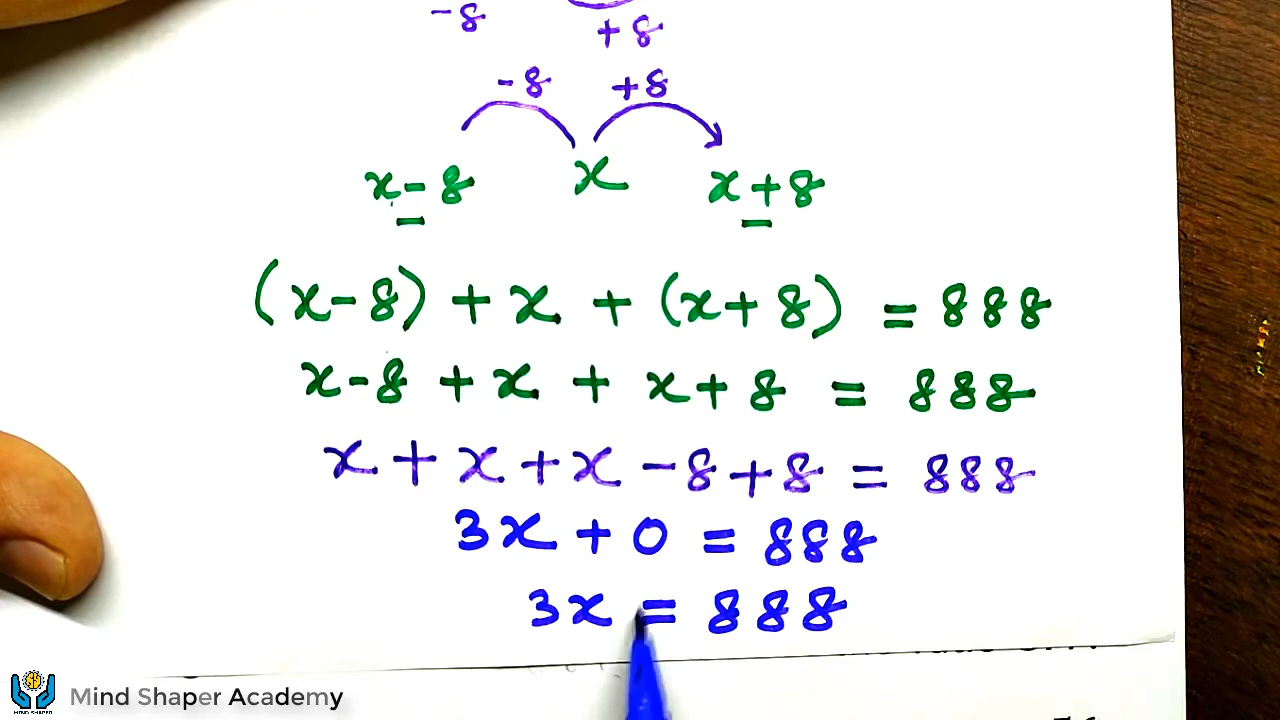 -8 +8
-8 +8
x-8 x x+8
(x-8) + x + (x+8) = 888
x-8 + x + x+8 = 888
x + x + x -8+8 = 888
3x + 0 = 888
3x = 888
Mind Shaper Academy